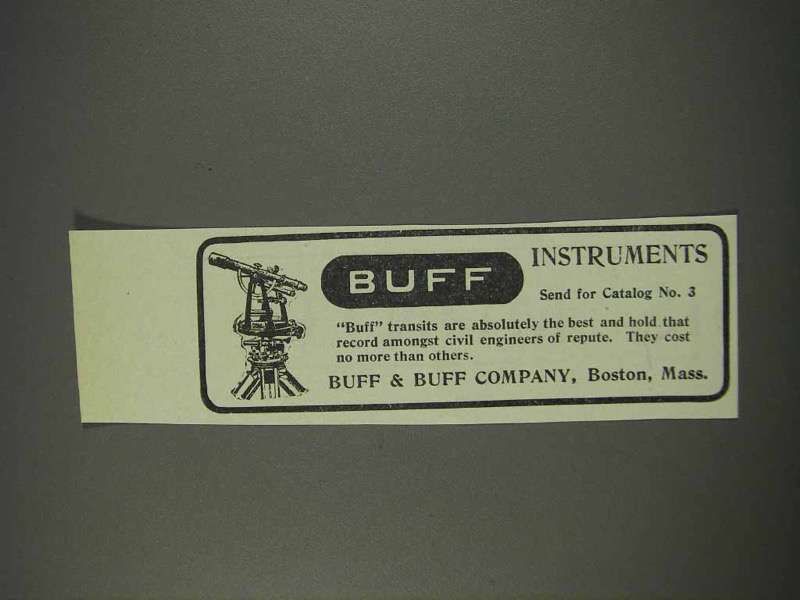 BUFF
INSTRUMENTS
Send for Catalog No. 3
"Buff" transits are absolutely the best and hold that
record amongst civil engineers of repute. They cost
no more than others.
BUFF & BUFF COMPANY, Boston, Mass.